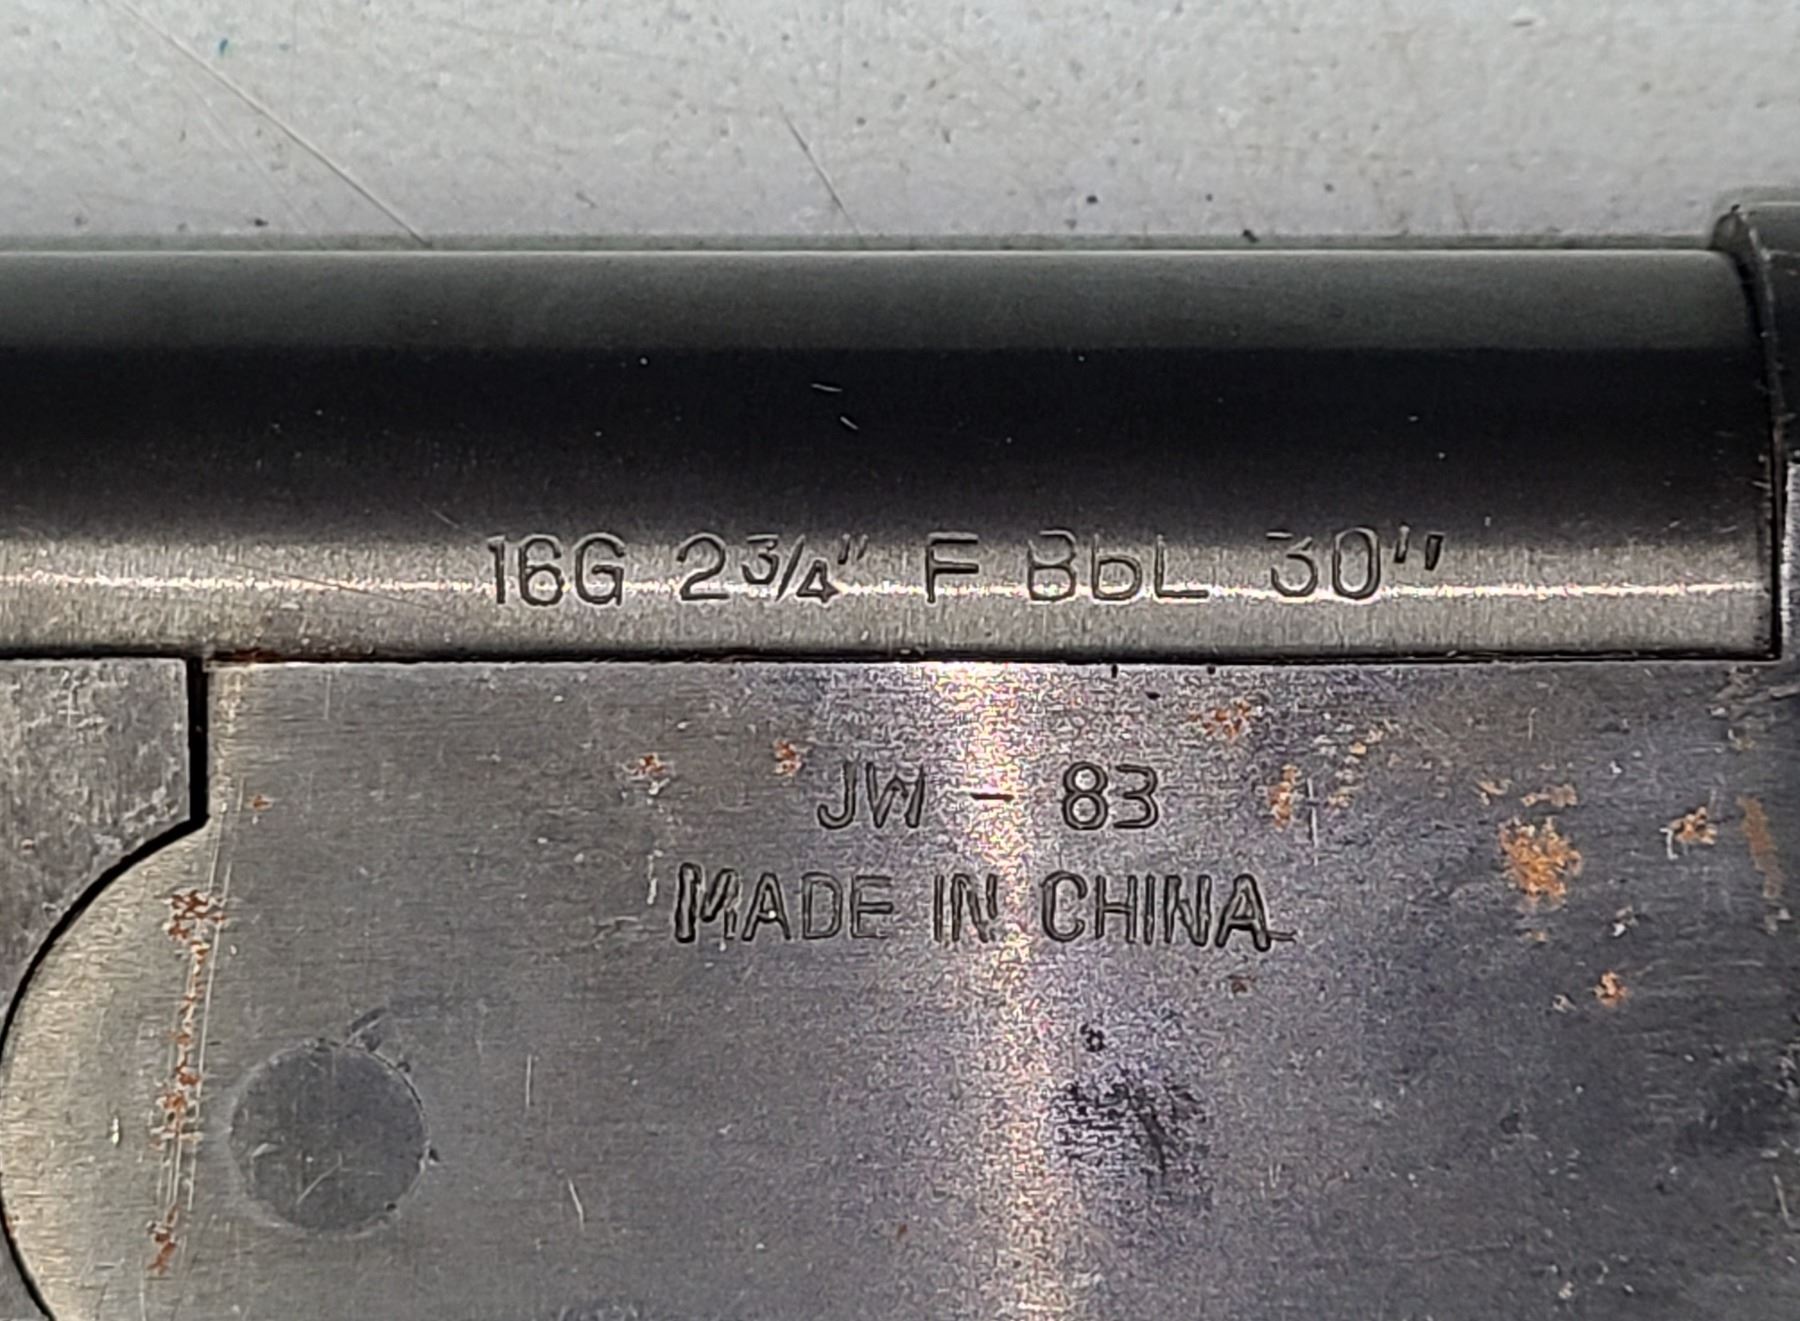 16G 2¾" F BbL 30"
JW - 83
MADE IN CHINA